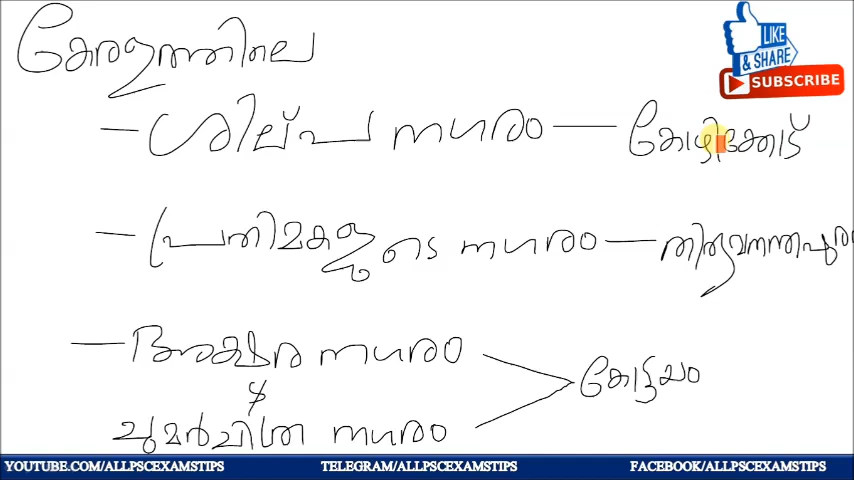 കേരളത്തിലെ
LIKE
& SHARE
SUBSCRIBE
— ശില്പ നഗരം — കോഴിക്കോട്
— പ്രതിമകളുടെ നഗരം — തിരുവനന്തപുര
— അക്ഷര നഗരം
&
ചുമർചിത്ര നഗരം
കോട്ടയം
YOUTUBE.COM/ALLPSCEXAMSTIPS TELEGRAM/ALLPSCEXAMSTIPS FACEBOOK/ALLPSCEXAMSTIPS